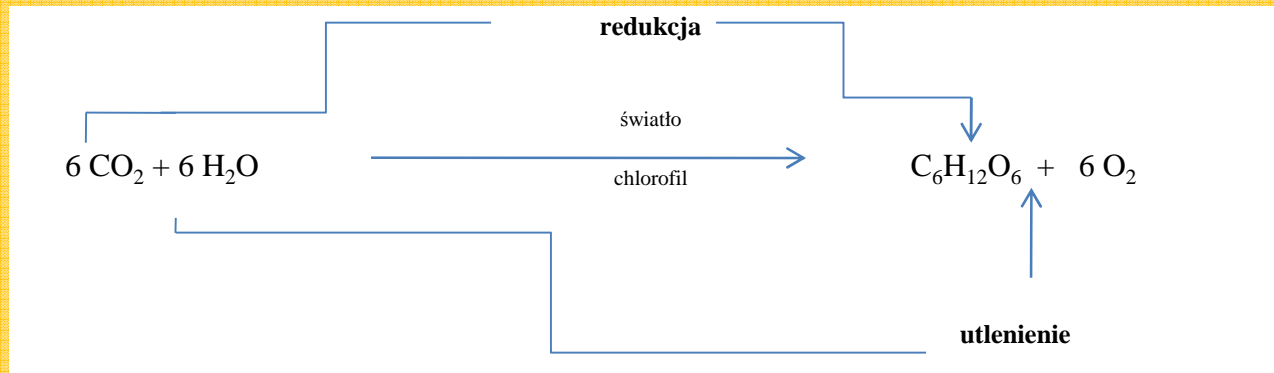 redukcja
światło
6 CO₂ + 6 H₂O C₆H₁₂O₆ + 6 O₂
chlorofil
utlenienie